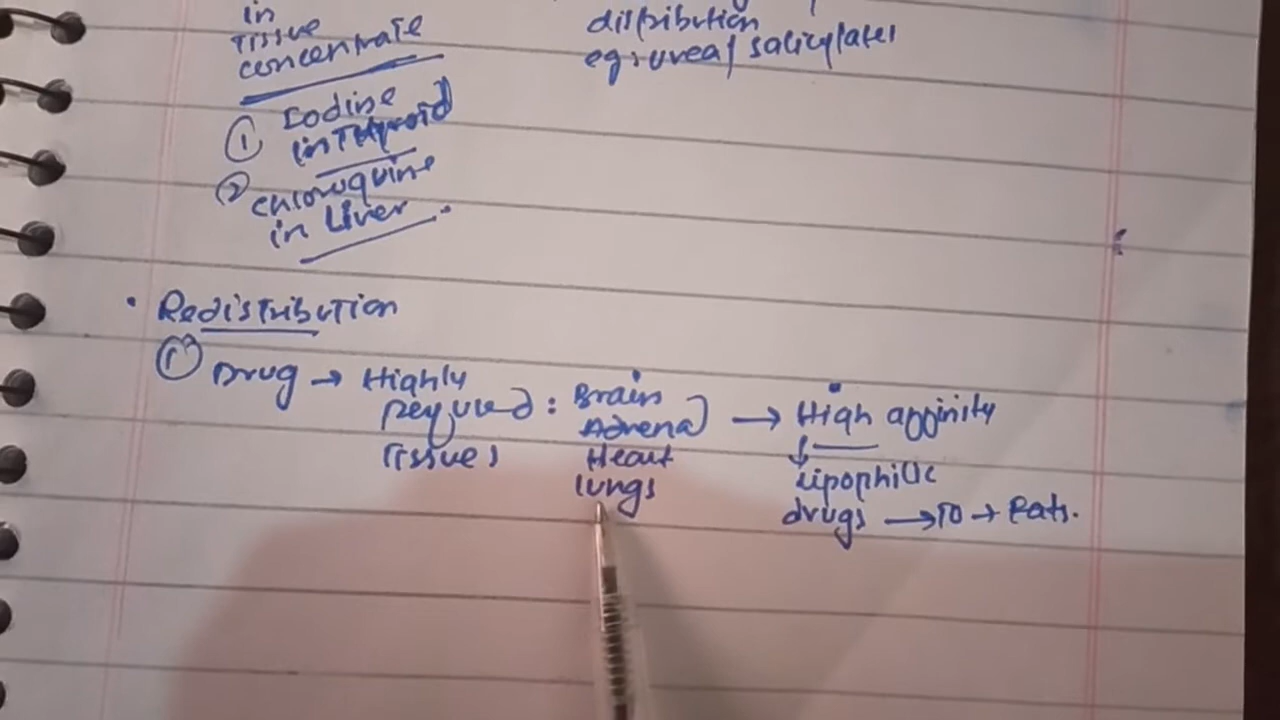 in
Tissue
concentrate
distribution
eg: urea / salicylates
① Iodine
in Thyroid
② Chloroquine
in Liver.
• Redistribution
① Drug → Highly
perfused :
Tissues
Brain
Adrenal
Heart
Lungs
→ High affinity
↓
Lipophilic
drugs → TO → Fats.